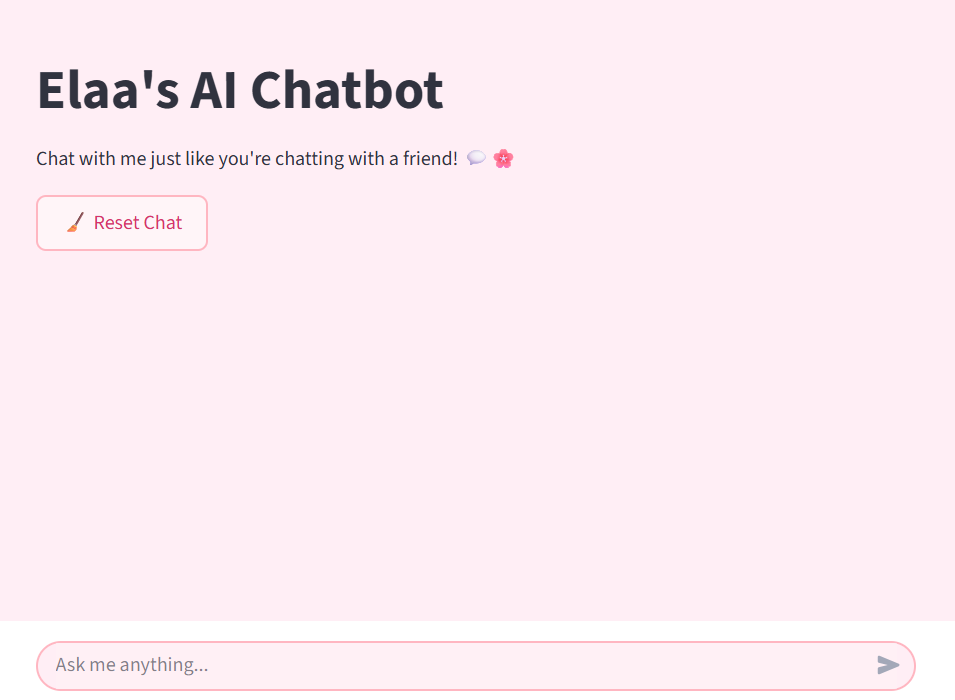 Elaa's AI Chatbot
Chat with me just like you're chatting with a friend! 💬 🌸
🧹 Reset Chat
Ask me anything...